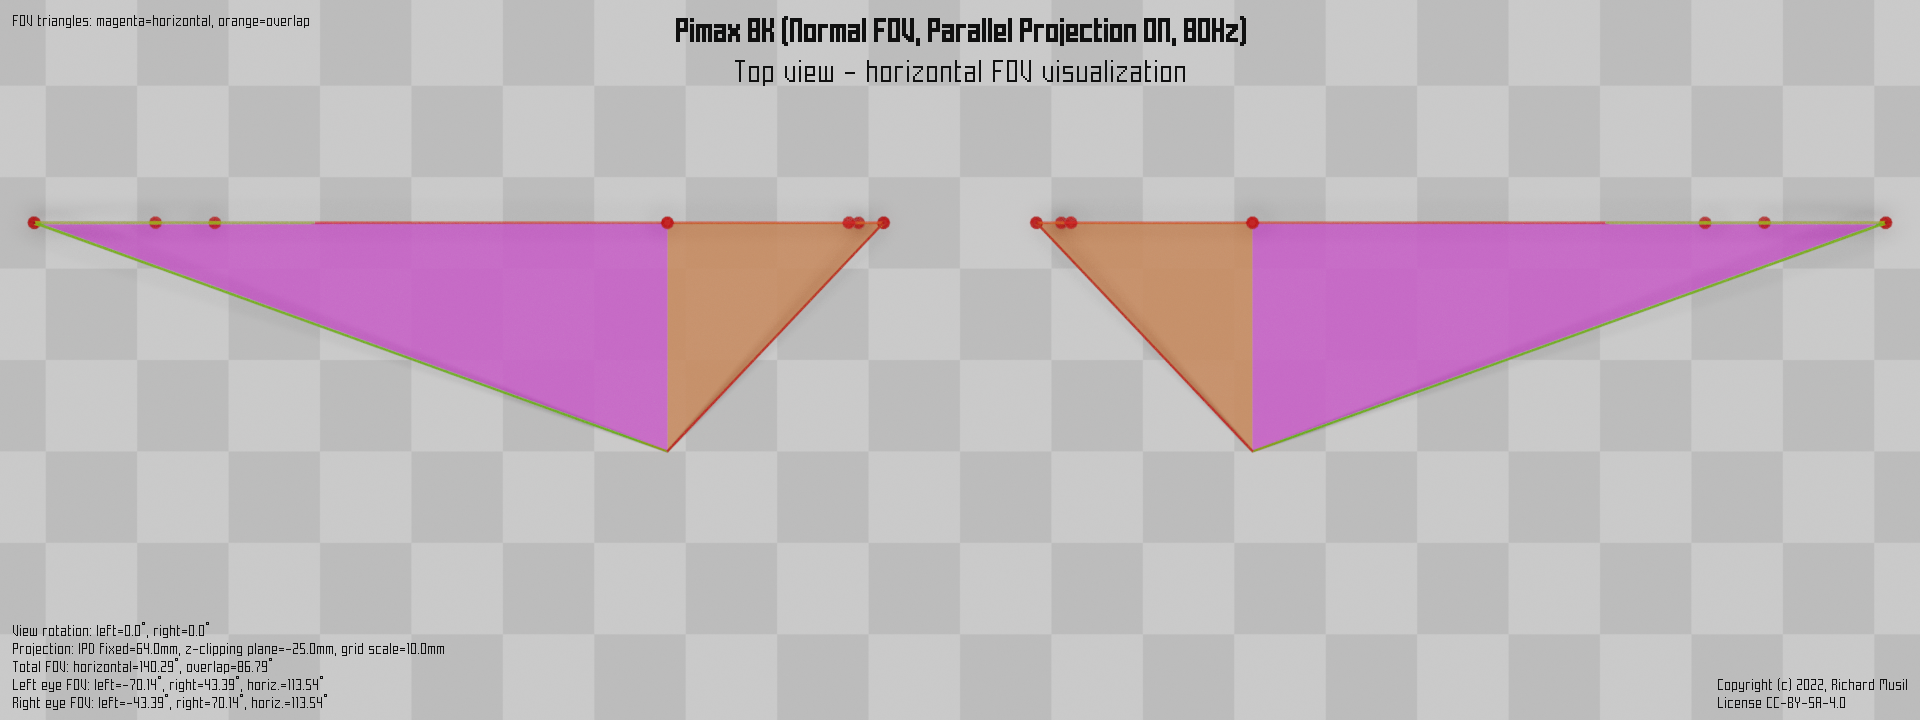 FOV triangles: magenta=horizontal, orange=overlap
Pimax 8K (Normal FOV, Parallel Projection ON, 80Hz)
Top view - horizontal FOV visualization
View rotation: left=0.0°, right=0.0°
Projection: IPD fixed=64.0mm, z-clipping plane=-25.0mm, grid scale=10.0mm
Total FOV: horizontal=140.29°, overlap=86.79°
Left eye FOV: left=-70.14°, right=43.39°, horiz.=113.54°
Right eye FOV: left=-43.39°, right=70.14°, horiz.=113.54°
Copyright (c) 2022, Richard Musil
License CC-BY-SA-4.0